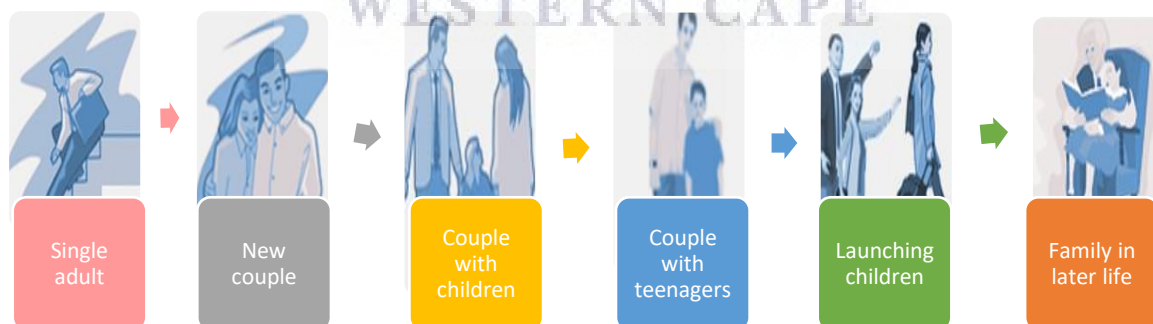 WESTERN CAPE
Single
adult
New
couple
Couple
with
children
Couple
with
teenagers
Launching
children
Family in
later life